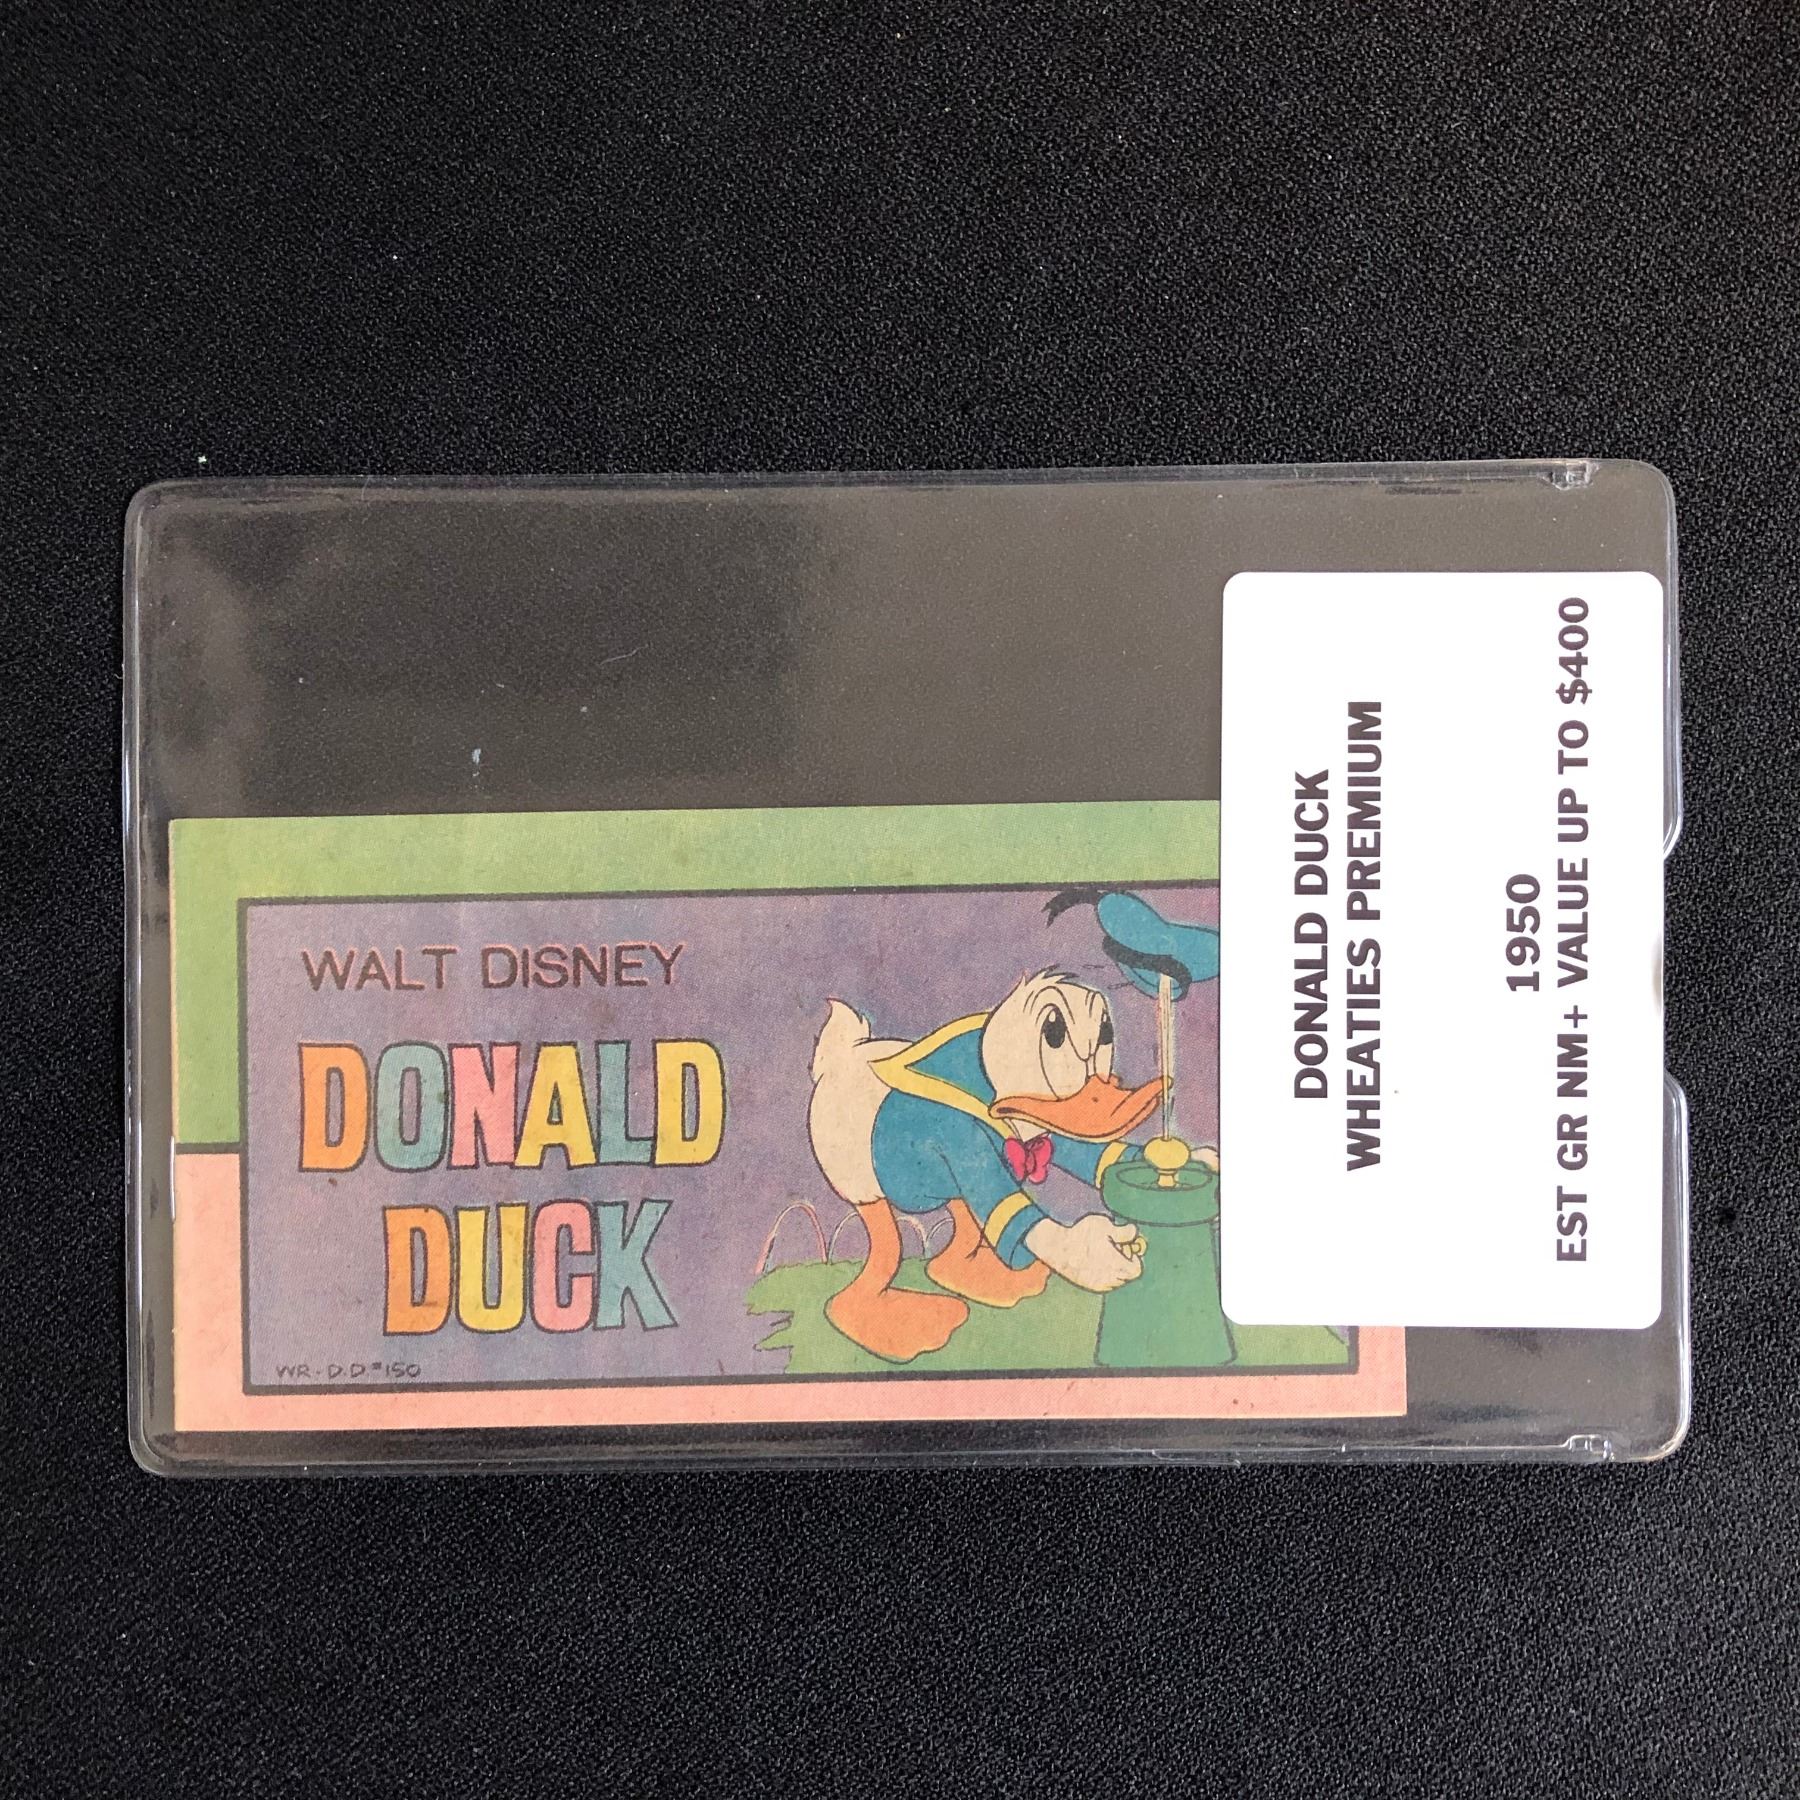 WALT DISNEY
DONALD
DUCK
WR-D.D.#150
DONALD DUCK
WHEATIES PREMIUM
1950
EST GR NM+ VALUE UP TO $400